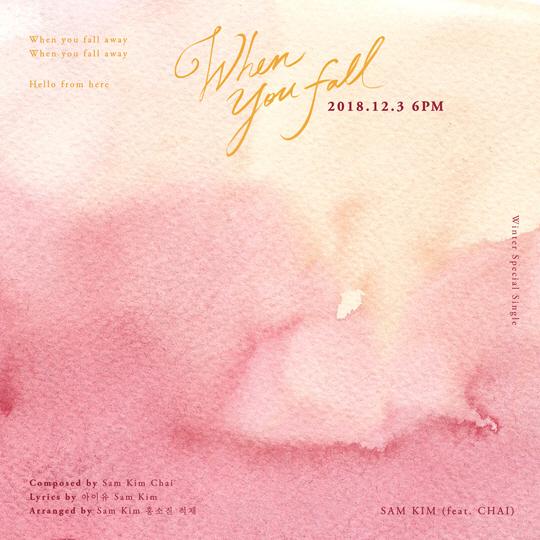 When you fall away
When you fall away
Hello from here
When
You fall
2018.12.3 6PM
Winter Special Single
Composed by Sam Kim Chai
Lyrics by 아이유 Sam Kim
Arranged by Sam Kim 홍소진 적재
SAM KIM (feat. CHAI)